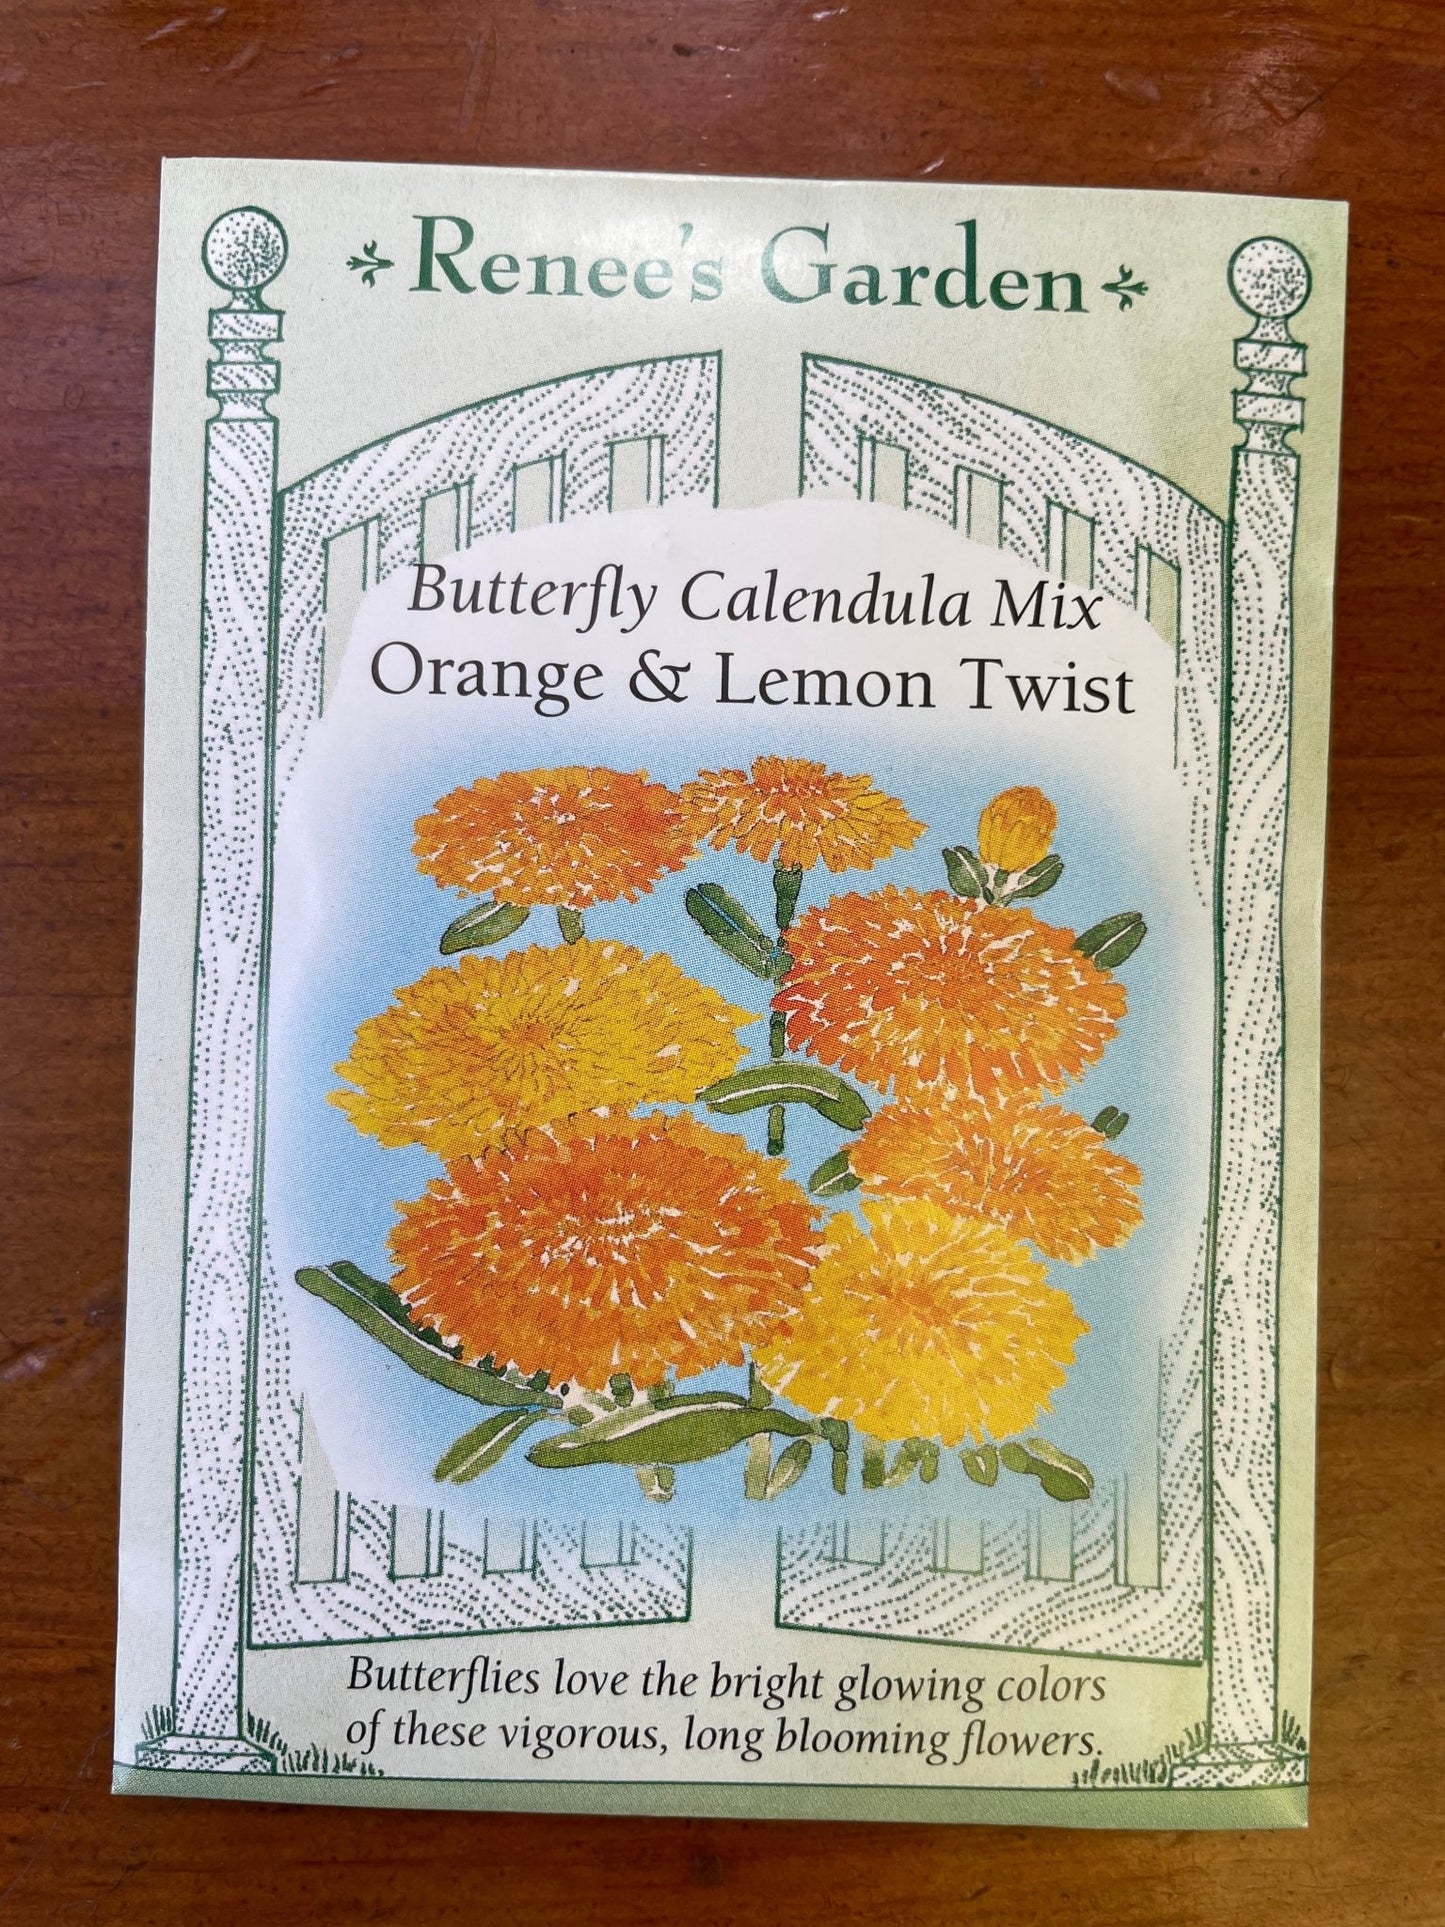 Renee's Garden
Butterfly Calendula Mix
Orange & Lemon Twist
Butterflies love the bright glowing colors
of these vigorous, long blooming flowers.